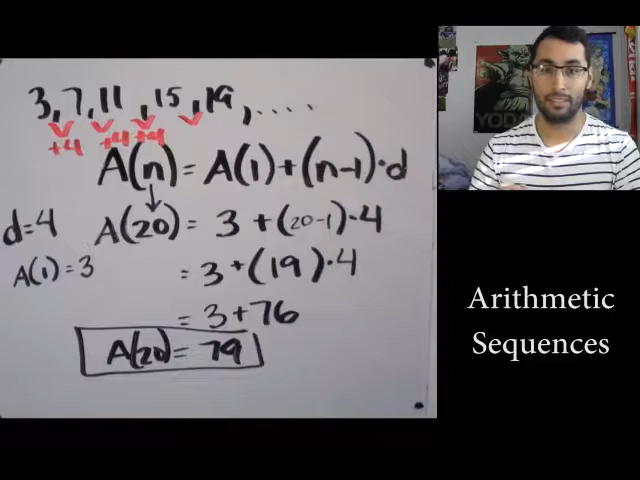 3, 7, 11, 15, 19, ....
+4 +4 +4
A(n) = A(1) + (n-1)·d
d=4
A(1)=3
A(20) = 3 + (20-1)·4
= 3 + (19)·4
= 3 + 76
A(20) = 79
YODA
Arithmetic
Sequences